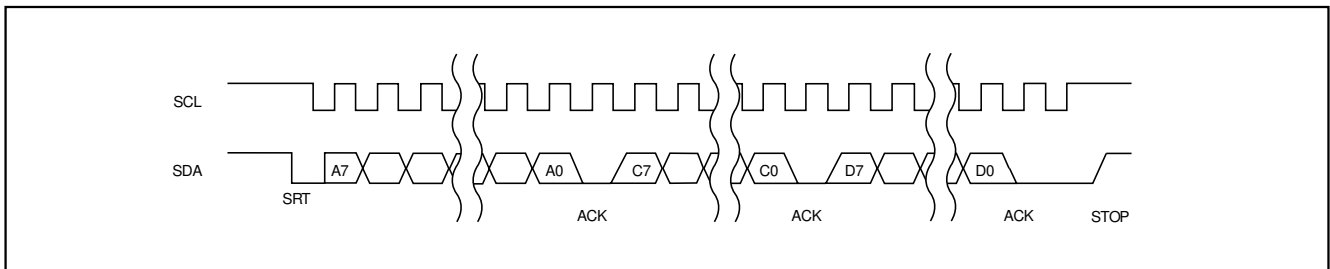 SCL
SDA A7 A0 C7 C0 D7 D0
SRT ACK ACK ACK STOP